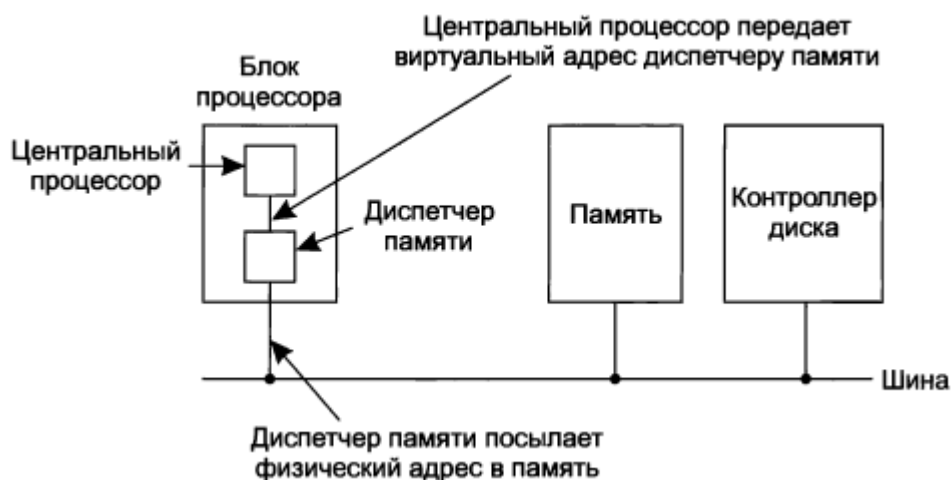 Центральный процессор передает
виртуальный адрес диспетчеру памяти
Блок
процессора
Центральный
процессор
Диспетчер
памяти
Память
Контроллер
диска
Шина
Диспетчер памяти посылает
физический адрес в память